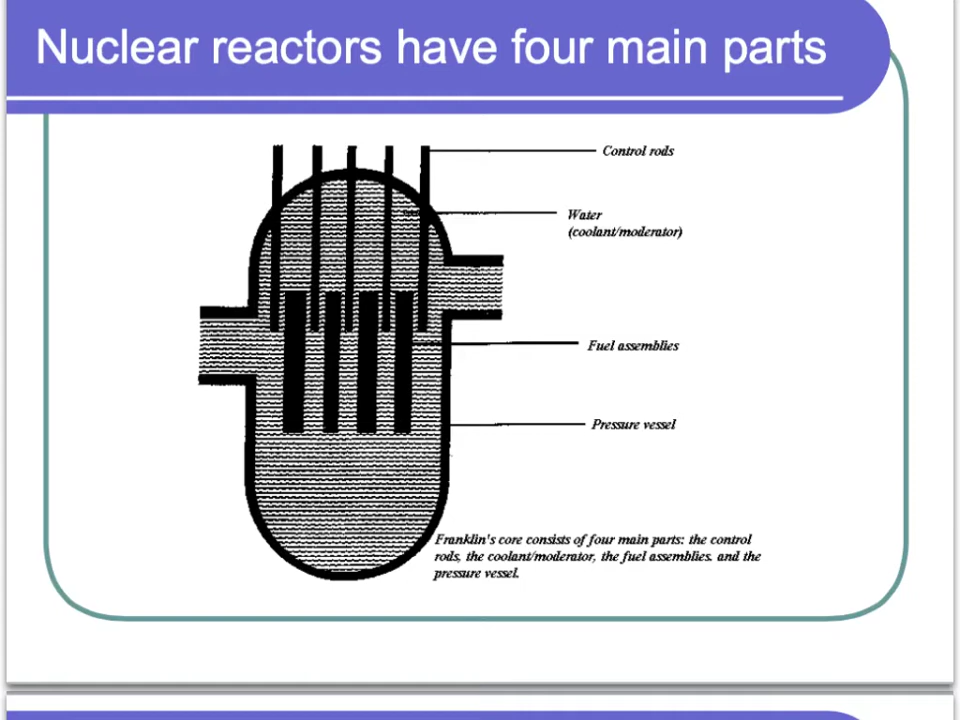 Nuclear reactors have four main parts
Control rods
Water
(coolant/moderator)
Fuel assemblies
Pressure vessel
Franklin's core consists of four main parts: the control
rods, the coolant/moderator, the fuel assemblies. and the
pressure vessel.